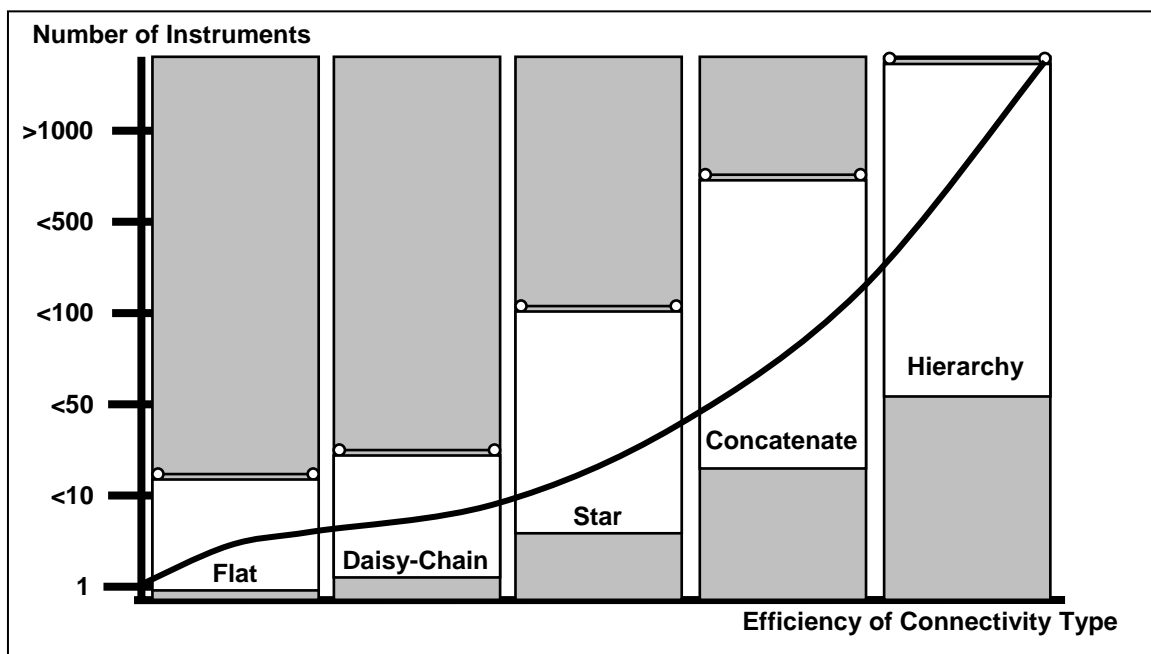 Number of Instruments
>1000
<500
<100
<50
<10
1
Flat
Daisy-Chain
Star
Concatenate
Hierarchy
Efficiency of Connectivity Type